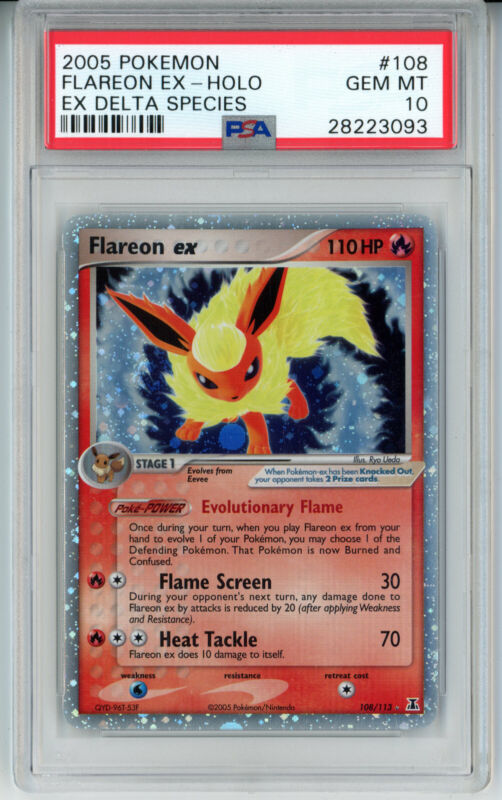 2005 POKEMON #108
FLAREON EX - HOLO GEM MT
EX DELTA SPECIES 10
PSA 28223093
Flareon ex 110 HP
Illus. Ryo Ueda
STAGE 1 Evolves from
Eevee
When Pokémon-ex has been Knocked Out,
your opponent takes 2 Prize cards.
Poké-POWER Evolutionary Flame
Once during your turn, when you play Flareon ex from your
hand to evolve 1 of your Pokémon, you may choose 1 of the
Defending Pokémon. That Pokémon is now Burned and
Confused.
Flame Screen 30
During your opponent's next turn, any damage done to
Flareon ex by attacks is reduced by 20 (after applying Weakness
and Resistance).
Heat Tackle 70
Flareon ex does 10 damage to itself.
weakness resistance retreat cost
QYD-96T-53F ©2005 Pokémon/Nintendo 108/113